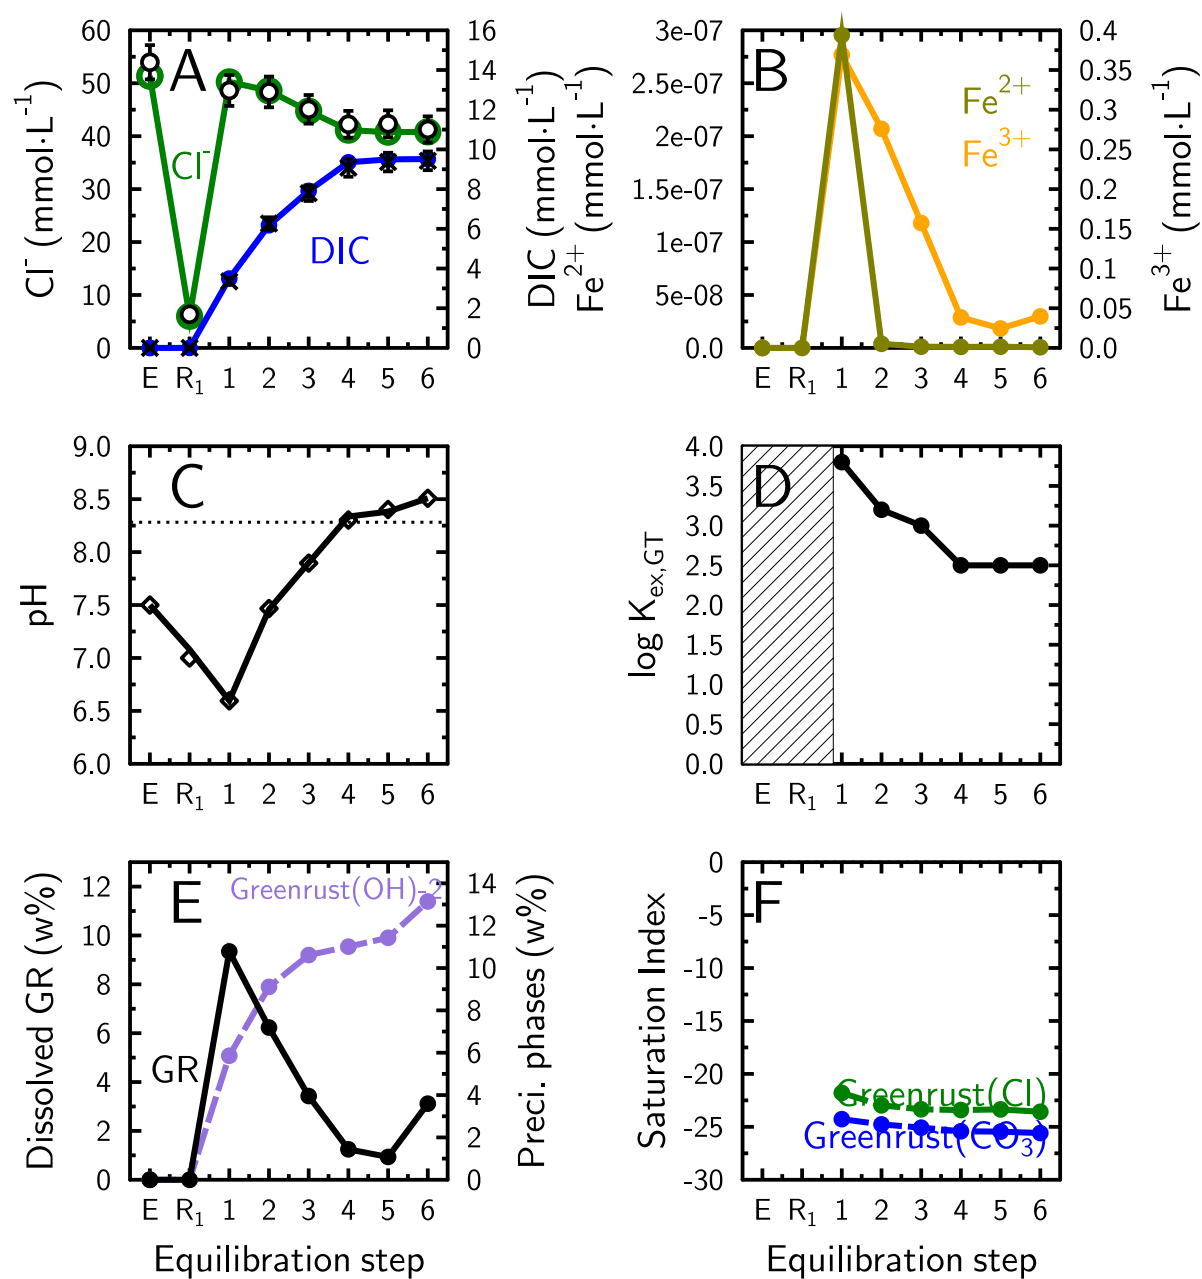 A
Cl⁻ (mmol·L⁻¹)
60
50
40
30
20
10
0
Cl⁻
DIC
16
14
12
10
8
6
4
2
0
DIC (mmol·L⁻¹)
Fe²⁺ (mmol·L⁻¹)
E R₁ 1 2 3 4 5 6
B
3e-07
2.5e-07
2e-07
1.5e-07
1e-07
5e-08
0.0
Fe²⁺
Fe³⁺
0.4
0.35
0.3
0.25
0.2
0.15
0.1
0.05
0.0
Fe³⁺ (mmol·L⁻¹)
E R₁ 1 2 3 4 5 6
C
pH
9.0
8.5
8.0
7.5
7.0
6.5
6.0
E R₁ 1 2 3 4 5 6
D
log K_ex,GT
4.0
3.5
3.0
2.5
2.0
1.5
1.0
0.5
0.0
E R₁ 1 2 3 4 5 6
E
Dissolved GR (w%)
12
10
8
6
4
2
0
Greenrust(OH)-2
GR
14
12
10
8
6
4
2
0
Preci. phases (w%)
E R₁ 1 2 3 4 5 6
Equilibration step
F
Saturation Index
0
-5
-10
-15
-20
-25
-30
Greenrust(Cl)
Greenrust(CO₃)
E R₁ 1 2 3 4 5 6
Equilibration step